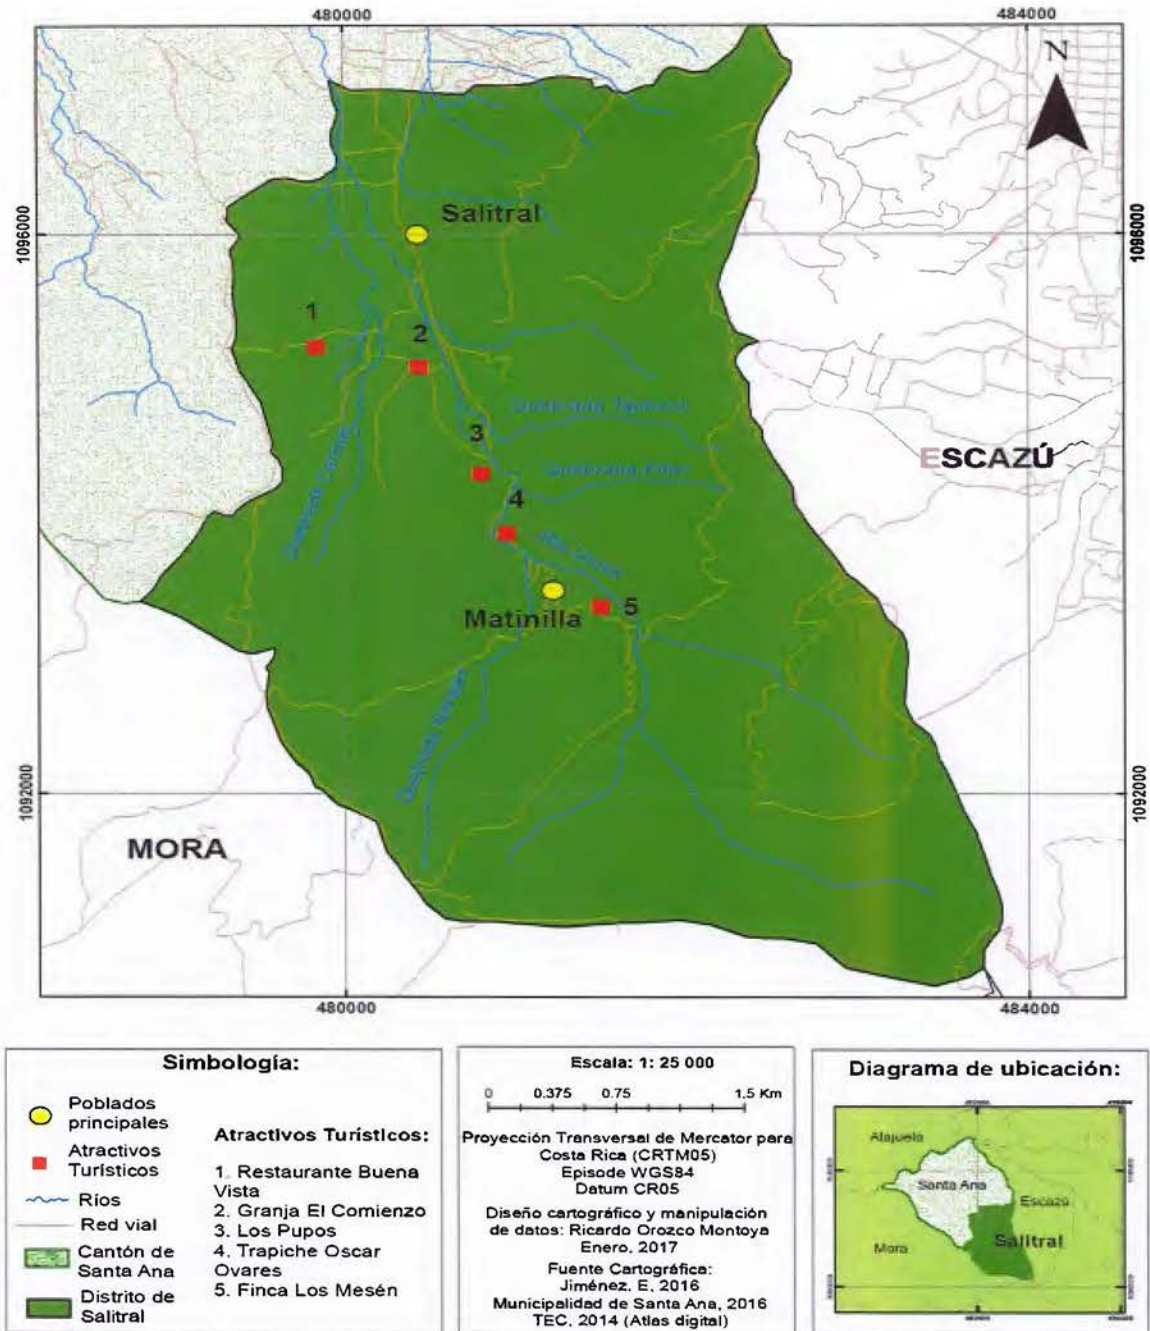 480000
484000
N
1096000
1096000
Salitral
1
2
Quebrada
3
ESCAZÚ
Quebrada
4
Quebrada
Río
Matinilla
5
Quebrada
1092000
1092000
MORA
480000
484000
Simbología:
Poblados
principales
Atractivos
Turísticos
Ríos
Red vial
Cantón de
Santa Ana
Distrito de
Salitral
Atractivos Turísticos:
1. Restaurante Buena
Vista
2. Granja El Comienzo
3. Los Pupos
4. Trapiche Oscar
Ovares
5. Finca Los Mesén
Escala: 1: 25 000
0 0.375 0.75 1.5 Km
Proyección Transversal de Mercator para
Costa Rica (CRTM05)
Episode WGS84
Datum CR05
Diseño cartográfico y manipulación
de datos: Ricardo Orozco Montoya
Enero, 2017
Fuente Cartográfica:
Jiménez. E, 2016
Municipalidad de Santa Ana, 2016
TEC, 2014 (Atlas digital)
Diagrama de ubicación:
Alajuela
Santa Ana
Escazú
Mora
Salitral